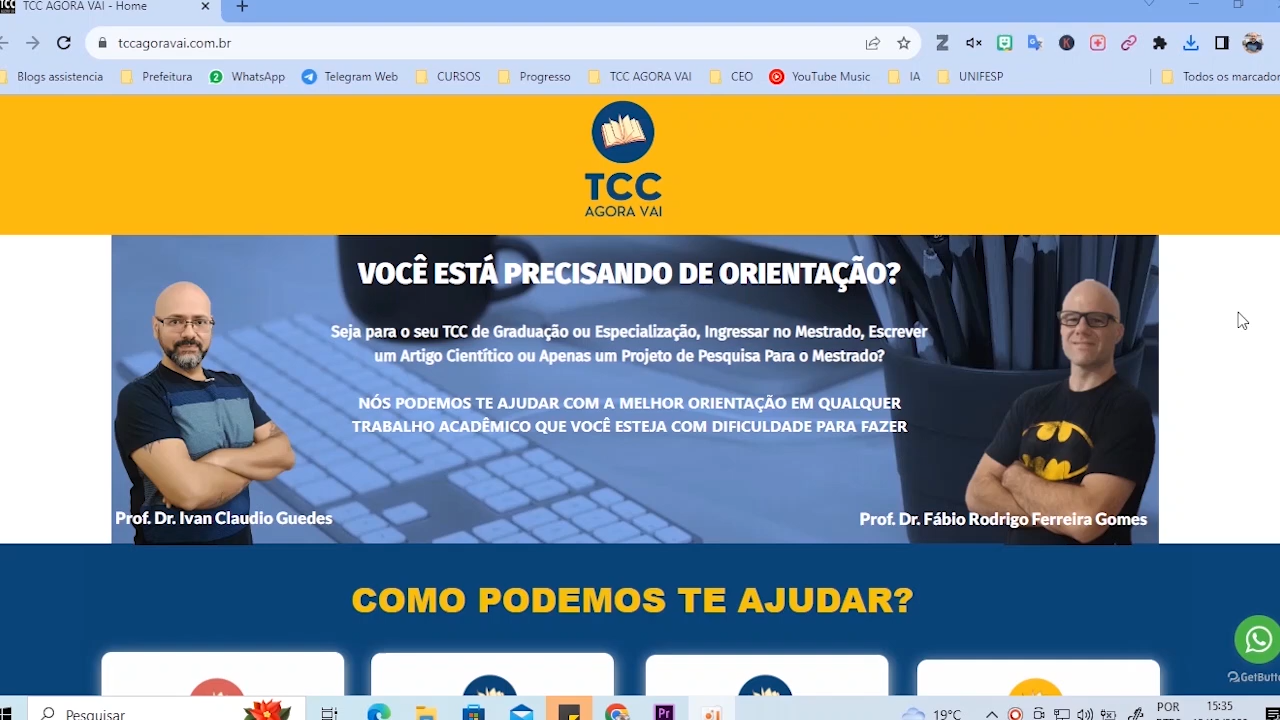 TCC AGORA VAI - Home
tccagoravai.com.br
Blogs assistencia
Prefeitura
2
WhatsApp
Telegram Web
CURSOS
Progresso
TCC AGORA VAI
CEO
YouTube Music
IA
UNIFESP
Todos os marcador
TCC
AGORA VAI
VOCÊ ESTÁ PRECISANDO DE ORIENTAÇÃO?
Seja para o seu TCC de Graduação ou Especialização, Ingressar no Mestrado, Escrever
um Artigo Cientítico ou Apenas um Projeto de Pesquisa Para o Mestrado?
NÓS PODEMOS TE AJUDAR COM A MELHOR ORIENTAÇÃO EM QUALQUER
TRABALHO ACADÊMICO QUE VOCÊ ESTEJA COM DIFICULDADE PARA FAZER
Prof. Dr. Ivan Claudio Guedes
Prof. Dr. Fábio Rodrigo Ferreira Gomes
COMO PODEMOS TE AJUDAR?
GetButto
Pesquisar
Pr
19°C
POR
15:35